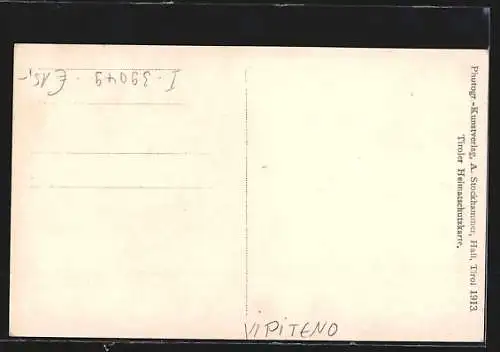 I - 39049 - € 15,-
Photogr.-Kunstverlag, A. Stockhammer, Hall, Tirol 1913
Tiroler Heimatschutzkarte.
VIPITENO